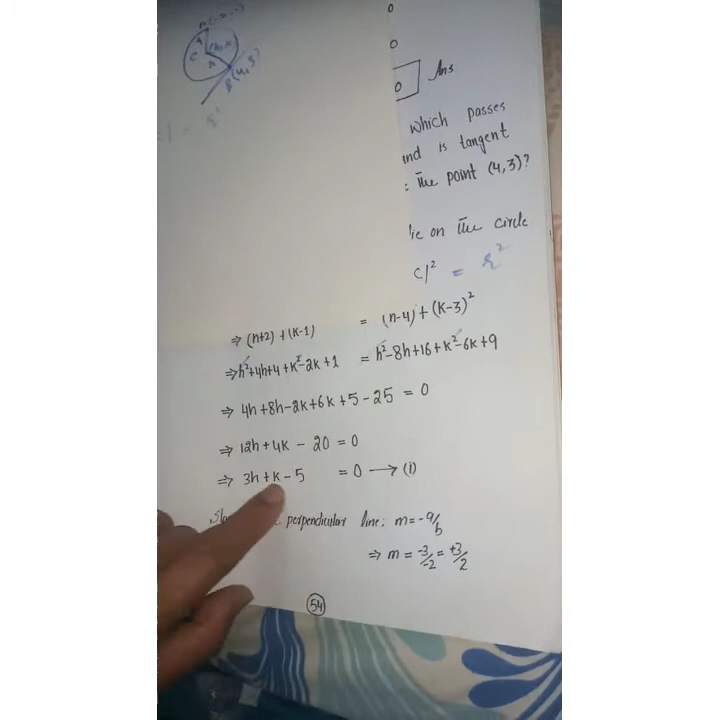 0
0
0 Ans
which passes
and is tangent
: The point (4,3)?
lie on the circle
c|² = r²
⇒ (h+2) + (k-1) = (h-4) + (k-3)²
⇒ h²+4h+4+k²-2k+1 = h²-8h+16+k²-6k+9
⇒ 4h+8h-2k+6k+5-25 = 0
⇒ 12h+4k - 20 = 0
⇒ 3h+k-5 = 0 → (i)
perpendicular line; m = -a/b
⇒ m = -3/-2 = +3/2
54